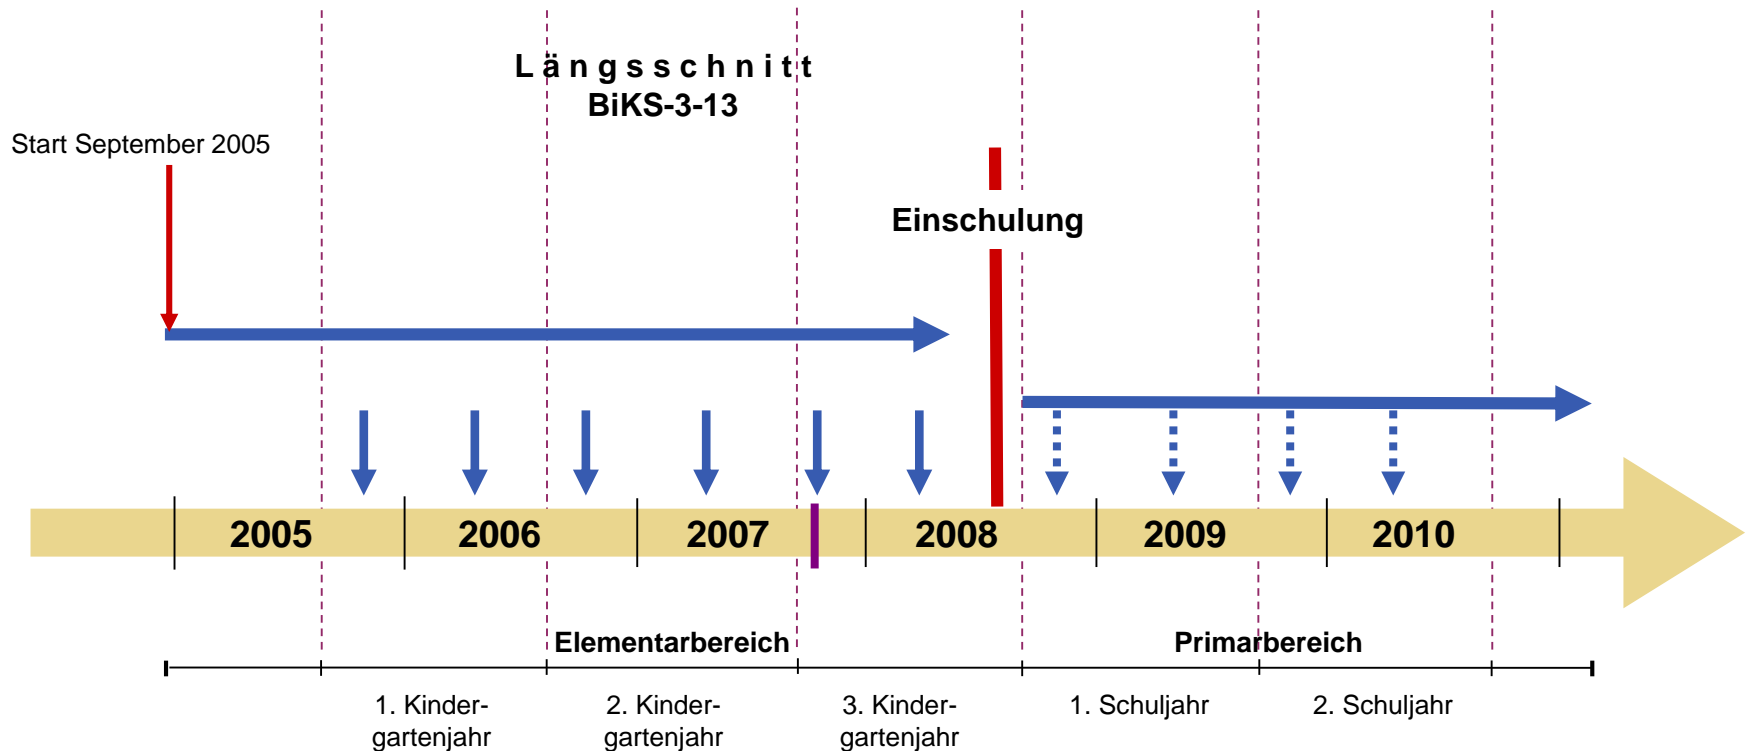 L ä n g s s c h n i t t
BiKS-3-13
Start September 2005
Einschulung
2005 2006 2007 2008 2009 2010
Elementarbereich Primarbereich
1. Kinder- 2. Kinder- 3. Kinder- 1. Schuljahr 2. Schuljahr
gartenjahr gartenjahr gartenjahr